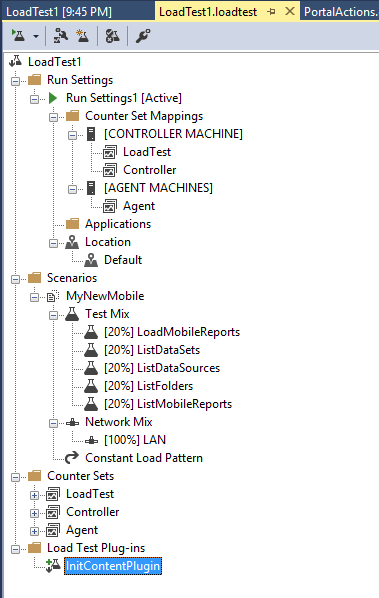 LoadTest1 [9:45 PM]
LoadTest1.loadtest
PortalActions.
LoadTest1
Run Settings
Run Settings1 [Active]
Counter Set Mappings
[CONTROLLER MACHINE]
LoadTest
Controller
[AGENT MACHINES]
Agent
Applications
Location
Default
Scenarios
MyNewMobile
Test Mix
[20%] LoadMobileReports
[20%] ListDataSets
[20%] ListDataSources
[20%] ListFolders
[20%] ListMobileReports
Network Mix
[100%] LAN
Constant Load Pattern
Counter Sets
LoadTest
Controller
Agent
Load Test Plug-ins
InitContentPlugin